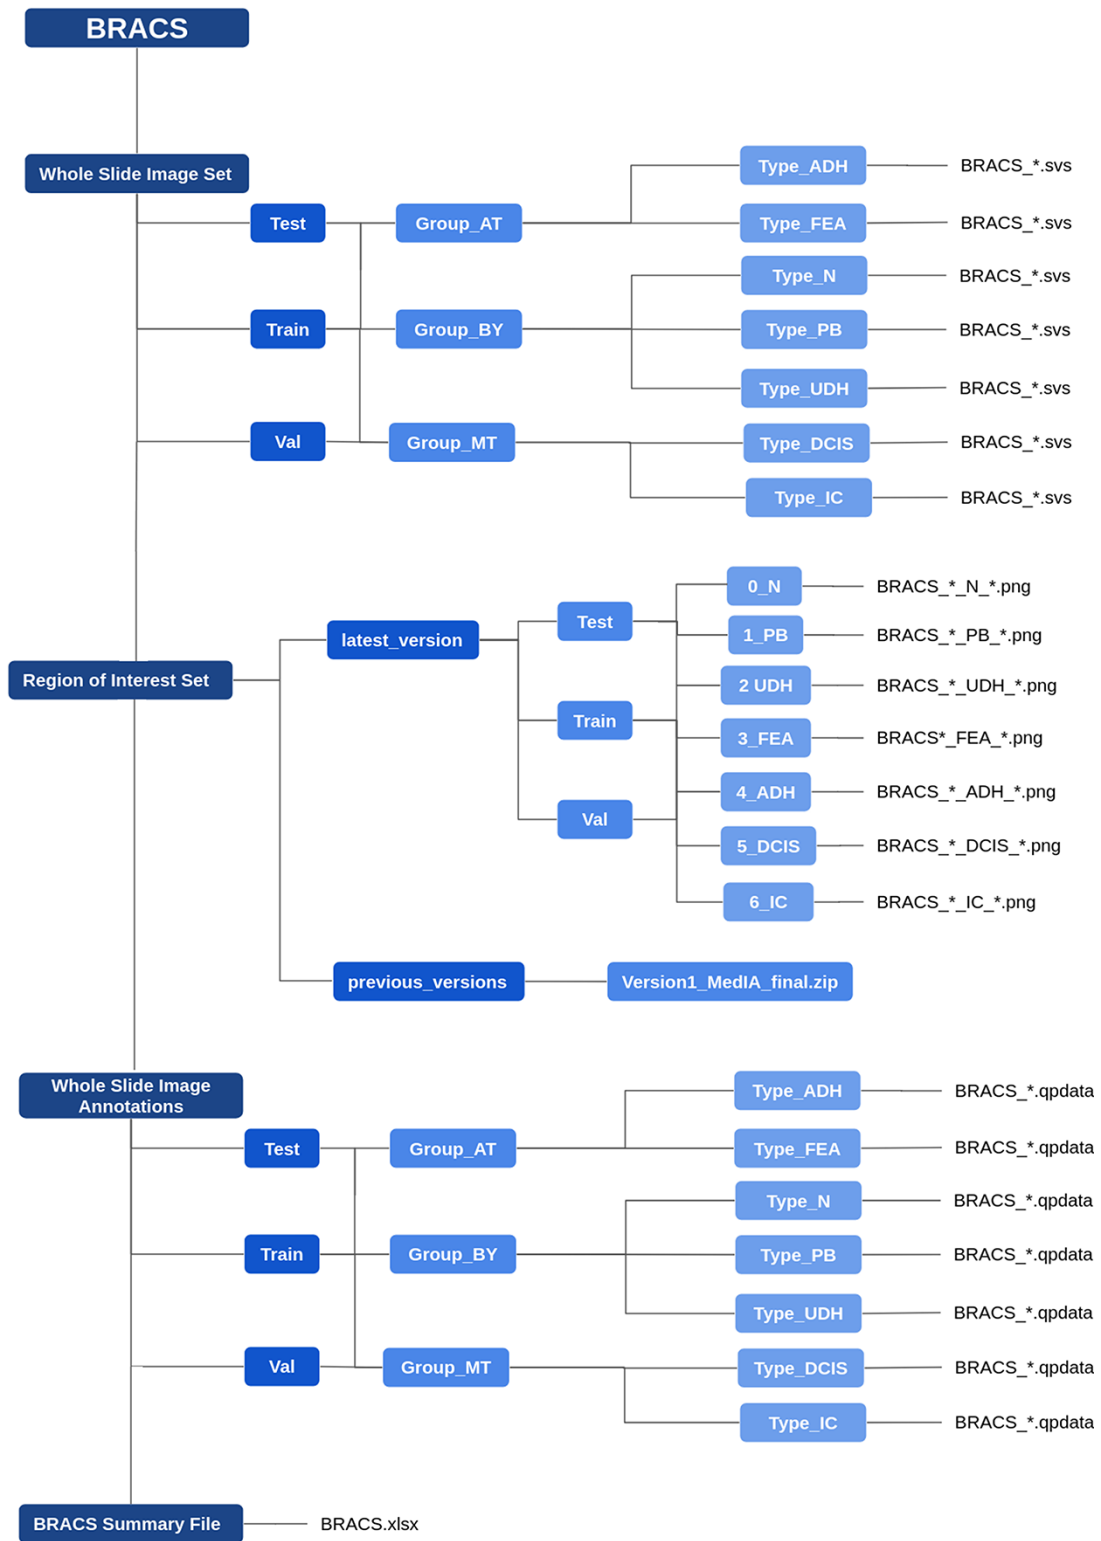 BRACS
Whole Slide Image Set
Type_ADH
BRACS_*.svs
Test
Group_AT
Type_FEA
BRACS_*.svs
Type_N
BRACS_*.svs
Train
Group_BY
Type_PB
BRACS_*.svs
Type_UDH
BRACS_*.svs
Val
Group_MT
Type_DCIS
BRACS_*.svs
Type_IC
BRACS_*.svs
0_N
BRACS_*_N_*.png
Test
latest_version
1_PB
BRACS_*_PB_*.png
Region of Interest Set
2 UDH
BRACS_*_UDH_*.png
Train
3_FEA
BRACS*_FEA_*.png
4_ADH
BRACS_*_ADH_*.png
Val
5_DCIS
BRACS_*_DCIS_*.png
6_IC
BRACS_*_IC_*.png
previous_versions
Version1_MedIA_final.zip
Whole Slide Image
Annotations
Type_ADH
BRACS_*.qpdata
Test
Group_AT
Type_FEA
BRACS_*.qpdata
Type_N
BRACS_*.qpdata
Train
Group_BY
Type_PB
BRACS_*.qpdata
Type_UDH
BRACS_*.qpdata
Val
Group_MT
Type_DCIS
BRACS_*.qpdata
Type_IC
BRACS_*.qpdata
BRACS Summary File
BRACS.xlsx